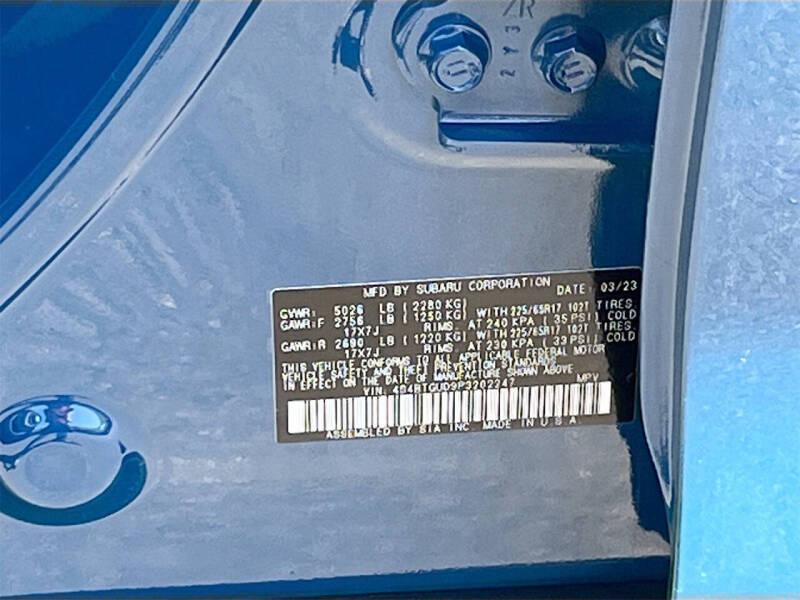 2Y3
MFD BY SUBARU CORPORATION DATE: 03/23
GVWR: 5026 LB (2280 KG) WITH 225/65R17 102T TIRES.
GAWR:F 2756 LB (1250 KG) RIMS. AT 240 KPA (35 PSI) COLD
17X7J WITH 225/65R17 102T TIRES.
GAWR:R 2690 LB (1220 KG) RIMS. AT 230 KPA (33 PSI) COLD
17X7J
THIS VEHICLE CONFORMS TO ALL APPLICABLE FEDERAL MOTOR
VEHICLE SAFETY AND THEFT PREVENTION STANDARDS
IN EFFECT ON THE DATE OF MANUFACTURE SHOWN ABOVE
VIN: MPV
ASSEMBLED BY SIA INC MADE IN U.S.A.